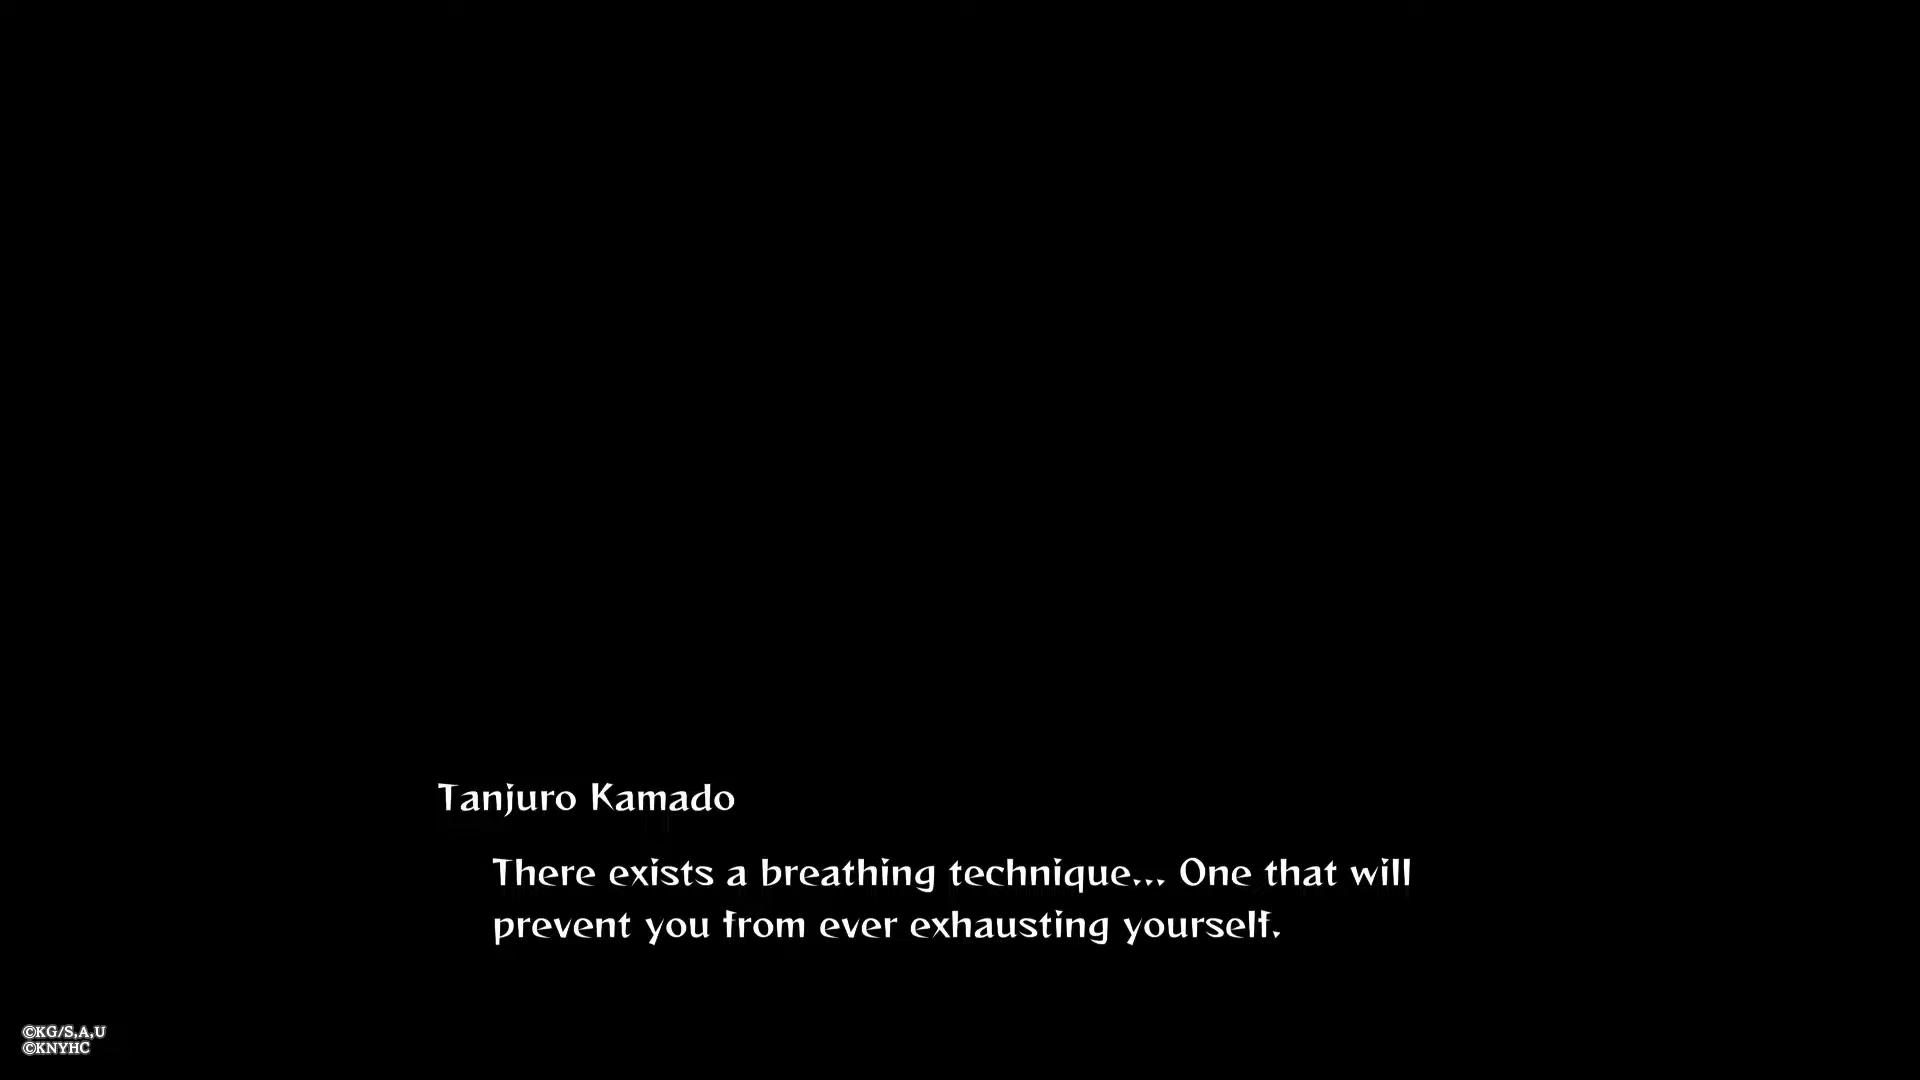 Tanjuro Kamado
There exists a breathing technique... One that will
prevent you from ever exhausting yourself.
©KG/S,A,U
©KNYHC